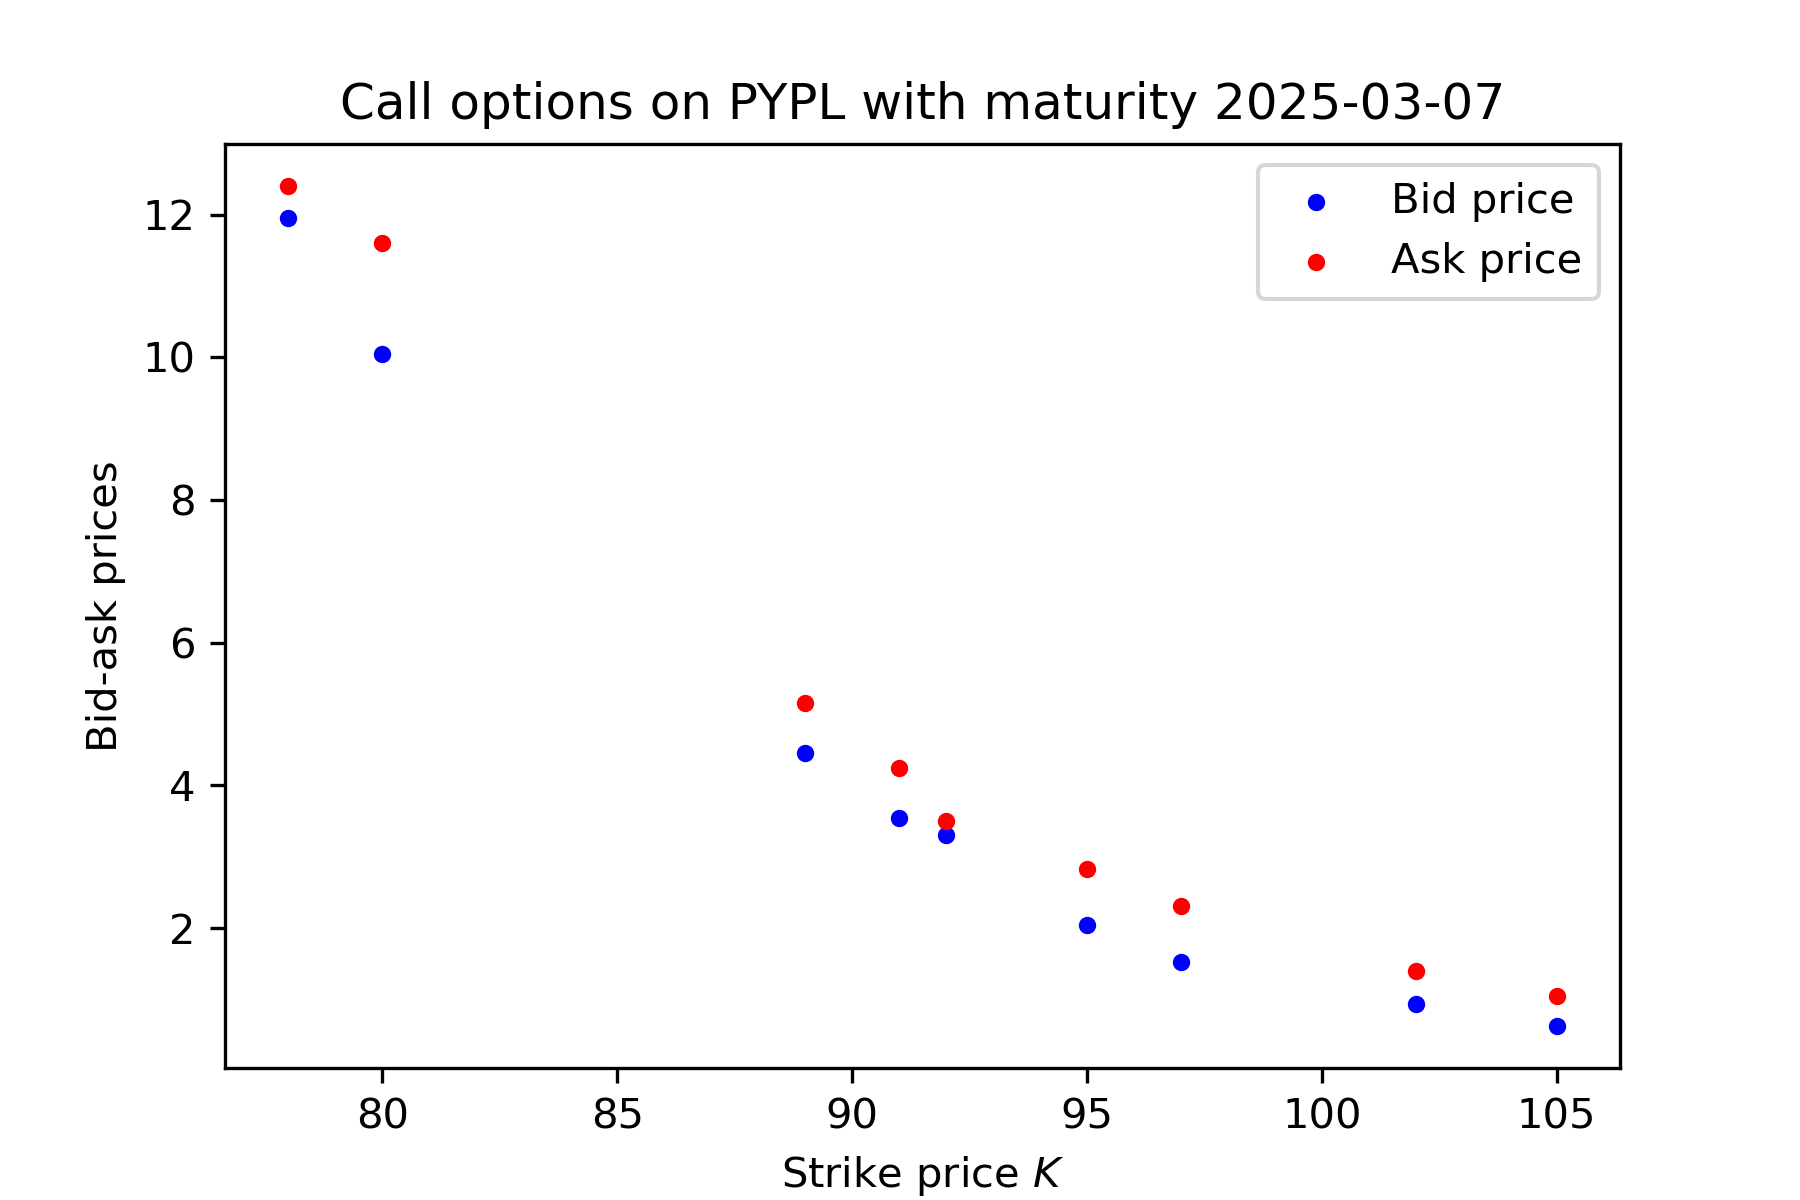 Call options on PYPL with maturity 2025-03-07
Bid price
Ask price
Bid-ask prices
12
10
8
6
4
2
80
85
90
95
100
105
Strike price K